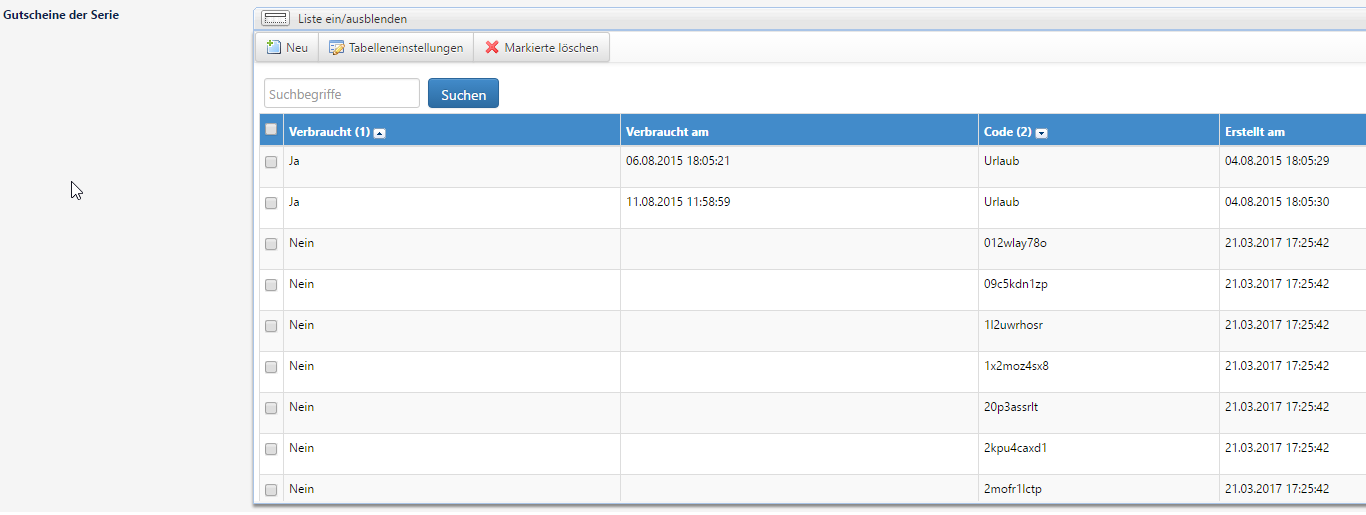 Gutscheine der Serie
Liste ein/ausblenden
Neu Tabelleneinstellungen Markierte löschen
Suchbegriffe Suchen
Verbraucht (1) Verbraucht am Code (2) Erstellt am
Ja 06.08.2015 18:05:21 Urlaub 04.08.2015 18:05:29
Ja 11.08.2015 11:58:59 Urlaub 04.08.2015 18:05:30
Nein 012wlay78o 21.03.2017 17:25:42
Nein 09c5kdn1zp 21.03.2017 17:25:42
Nein 1l2uwrhosr 21.03.2017 17:25:42
Nein 1x2moz4sx8 21.03.2017 17:25:42
Nein 20p3assrlt 21.03.2017 17:25:42
Nein 2kpu4caxd1 21.03.2017 17:25:42
Nein 2mofr1lctp 21.03.2017 17:25:42